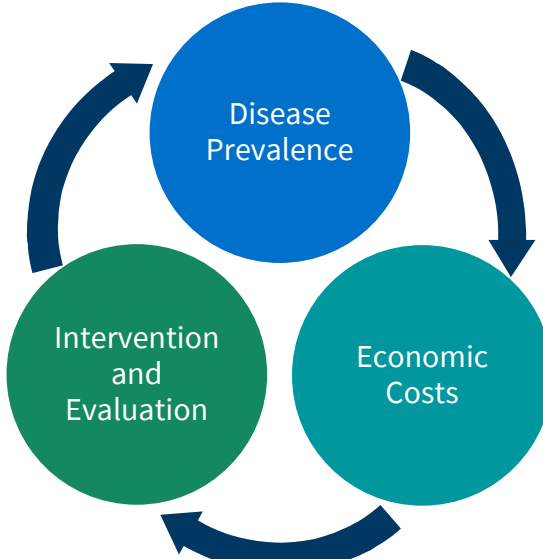 Disease
Prevalence
Economic
Costs
Intervention
and
Evaluation